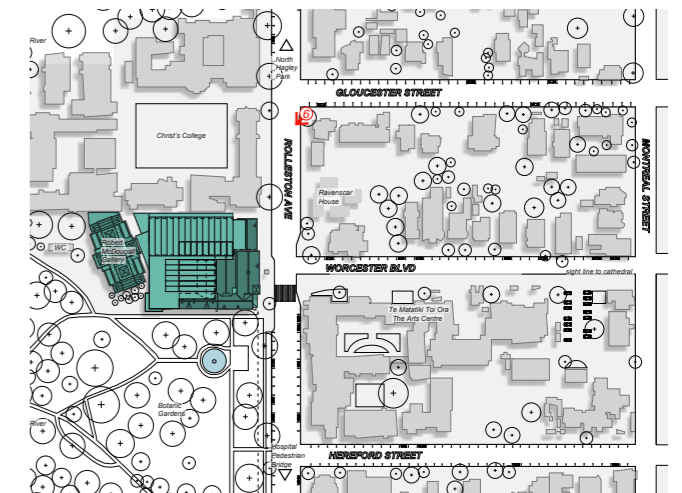 River
North
Hagley
Park
GLOUCESTER STREET
6
Christ's College
ROLLESTON AVE
MONTREAL STREET
Ravenscar
House
WC
Robert
McDougall
Gallery
WORCESTER BLVD
sight line to cathedral
Te Matatiki Toi Ora
The Arts Centre
Botanic
Gardens
River
Hospital
Pedestrian
Bridge
HEREFORD STREET